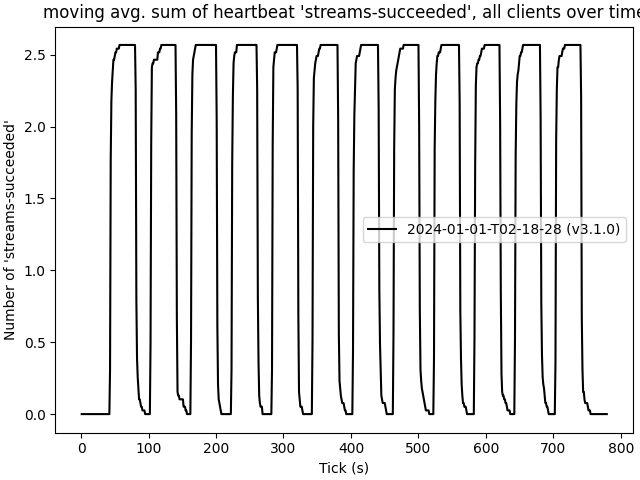 moving avg. sum of heartbeat 'streams-succeeded', all clients over time
Number of 'streams-succeeded'
2.5
2.0
1.5
1.0
0.5
0.0
2024-01-01-T02-18-28 (v3.1.0)
0 100 200 300 400 500 600 700 800
Tick (s)